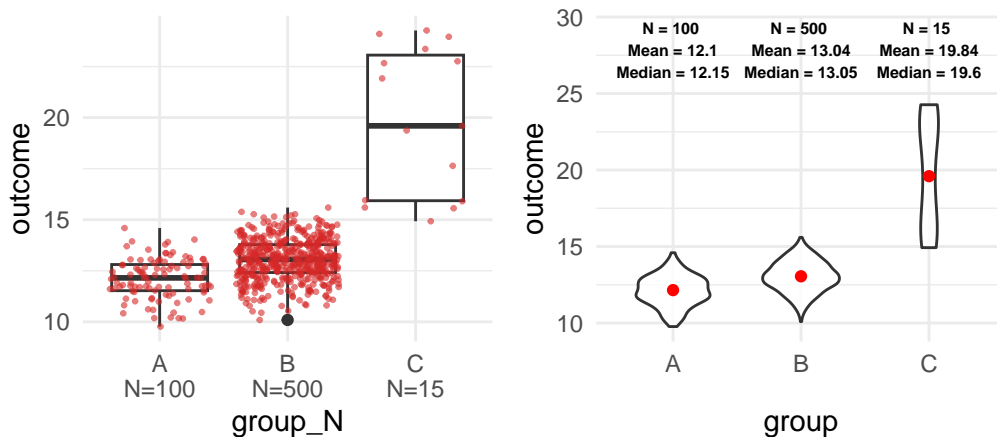 outcome
20
15
10
A
N=100
B
N=500
C
N=15
group_N
outcome
30
25
20
15
10
N = 100
Mean = 12.1
Median = 12.15
N = 500
Mean = 13.04
Median = 13.05
N = 15
Mean = 19.84
Median = 19.6
A
B
C
group